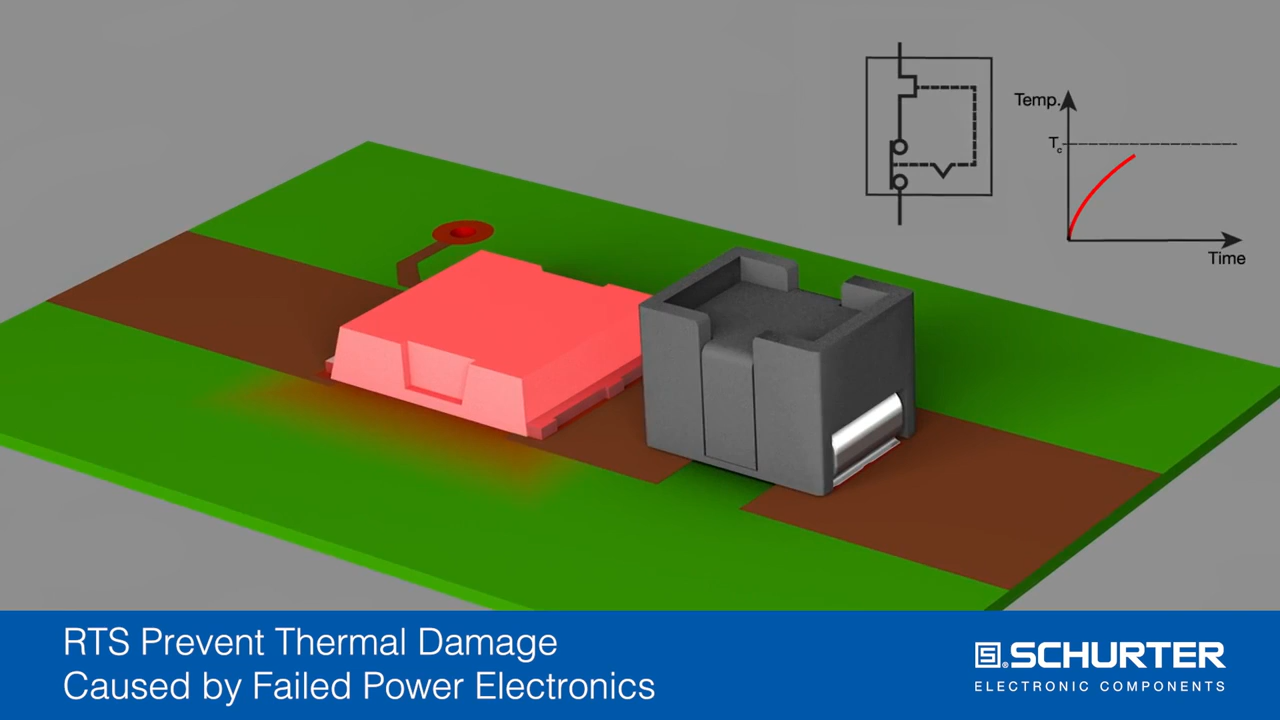 Temp.
Tc
Time
RTS Prevent Thermal Damage
Caused by Failed Power Electronics
S® SCHURTER
ELECTRONIC COMPONENTS